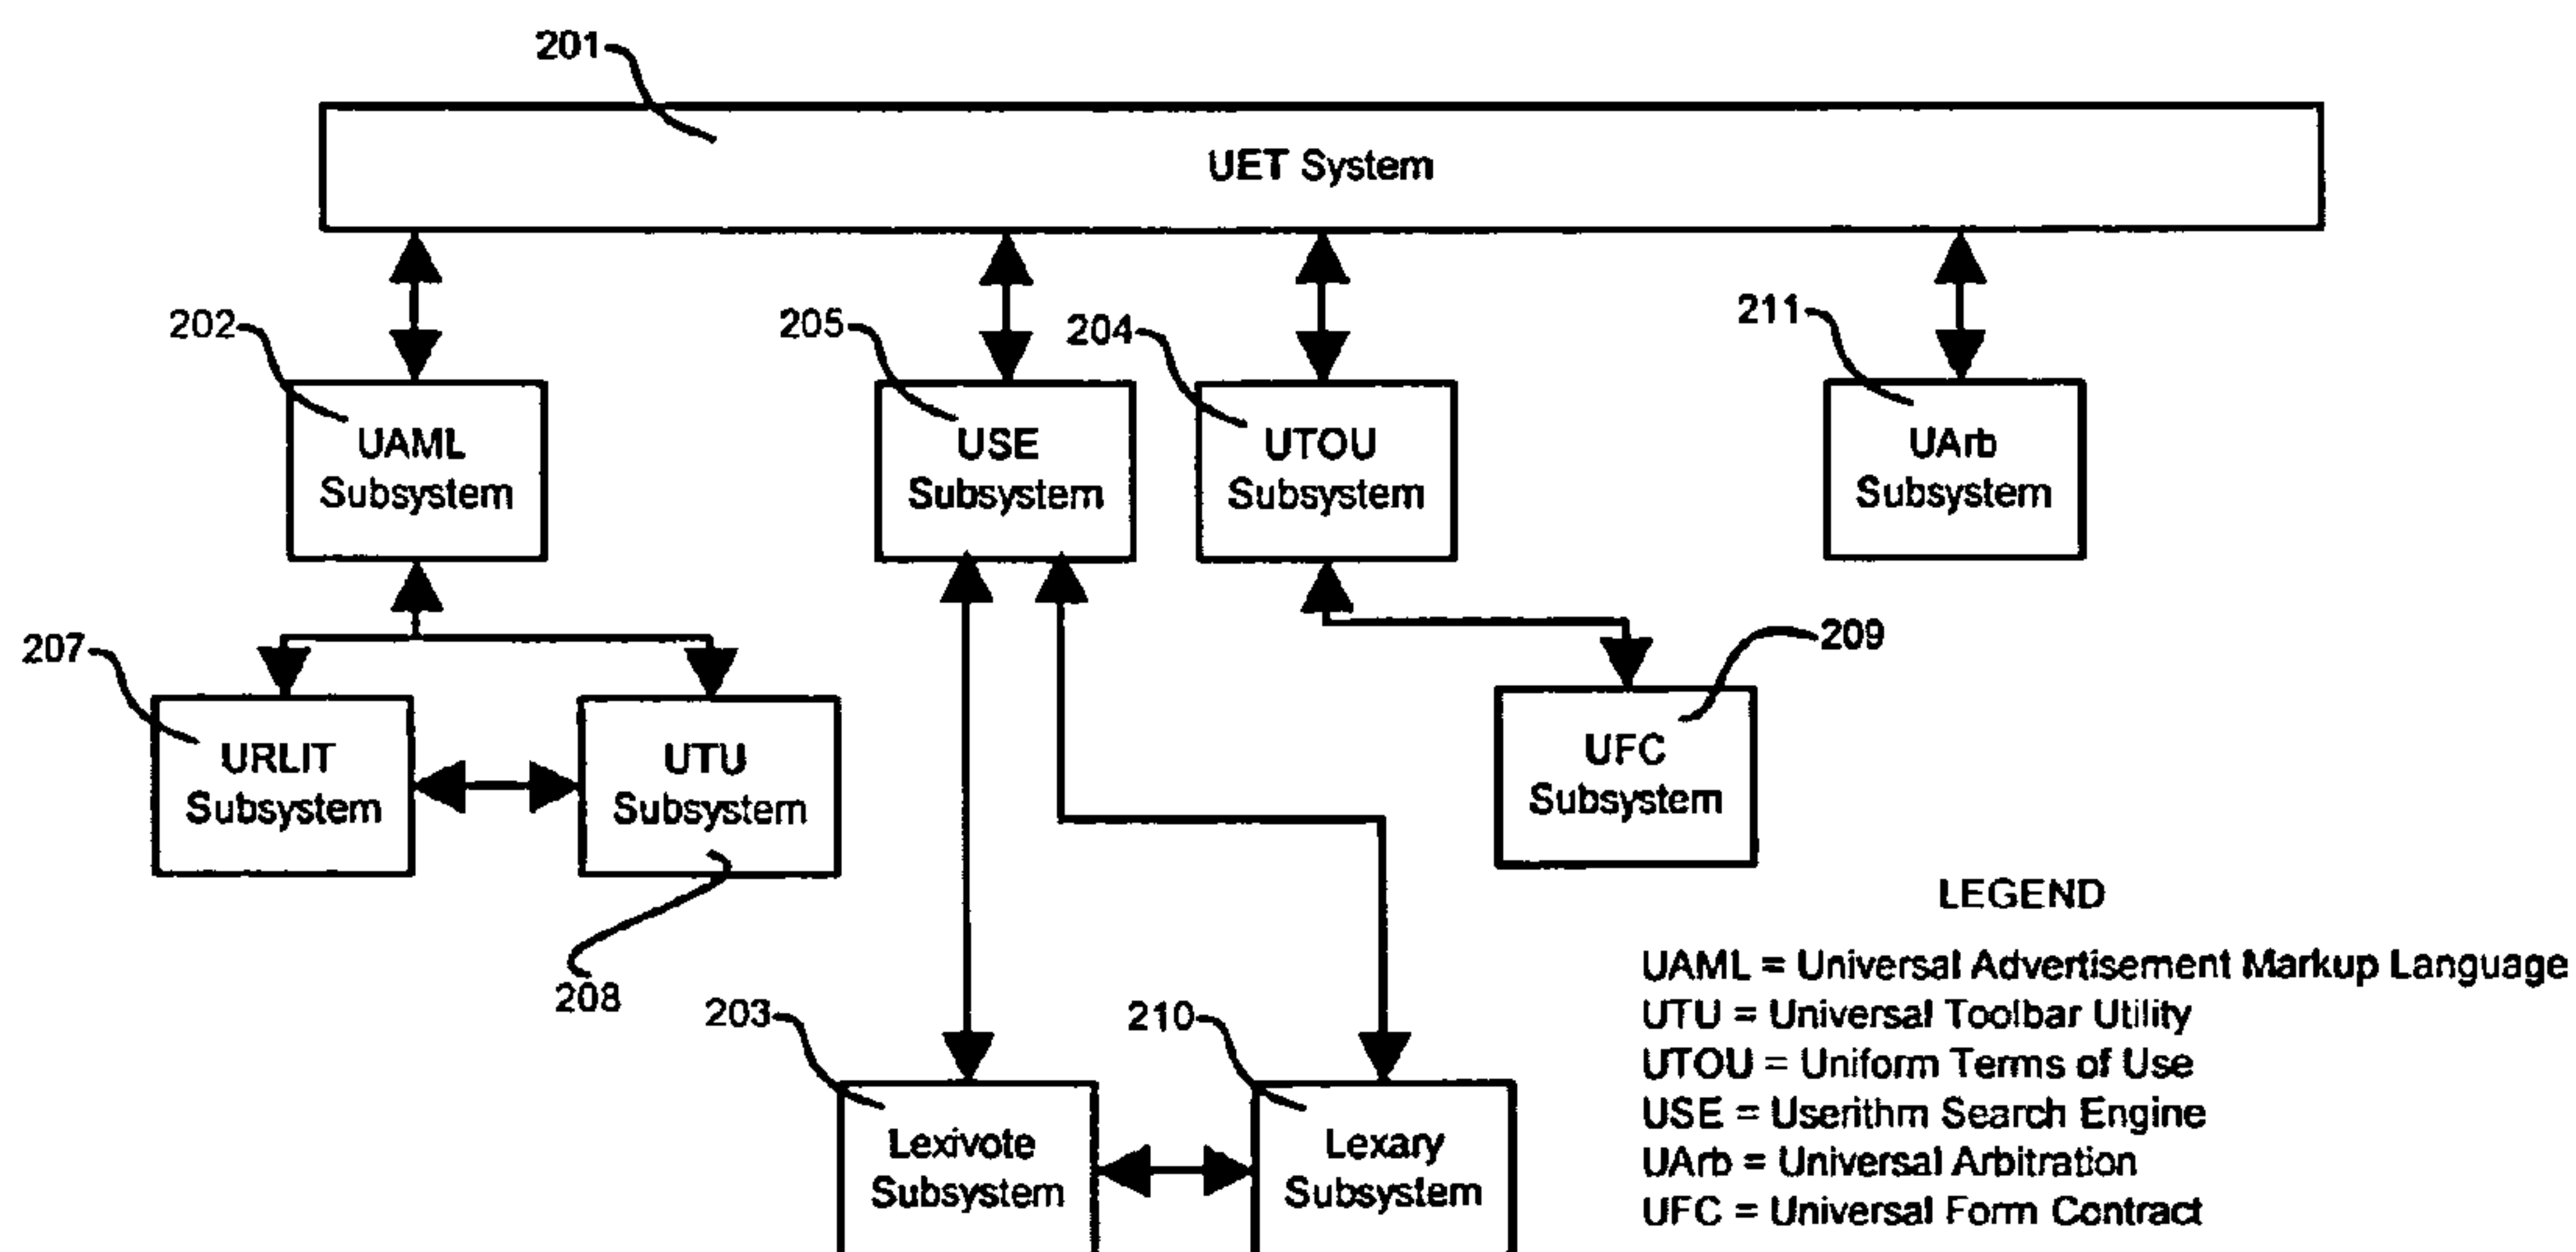 201
UET System
202
205
204
211
UAML
Subsystem
USE
Subsystem
UTOU
Subsystem
UArb
Subsystem
207
209
URLIT
Subsystem
UTU
Subsystem
UFC
Subsystem
208
203
210
Lexivote
Subsystem
Lexary
Subsystem
LEGEND
UAML = Universal Advertisement Markup Language
UTU = Universal Toolbar Utility
UTOU = Uniform Terms of Use
USE = Userithm Search Engine
UArb = Universal Arbitration
UFC = Universal Form Contract